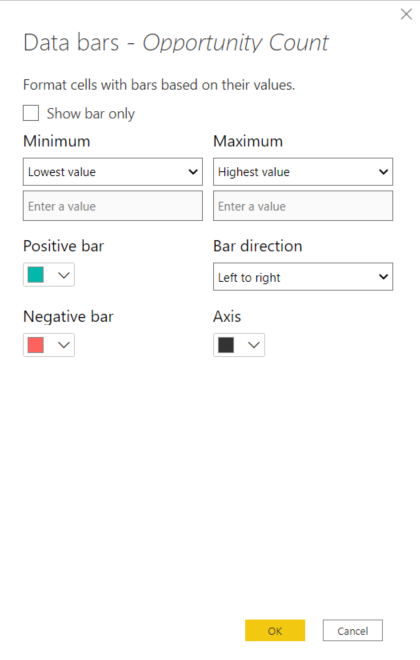 Data bars - Opportunity Count
Format cells with bars based on their values.
Show bar only
Minimum
Maximum
Lowest value
Highest value
Enter a value
Enter a value
Positive bar
Bar direction
Left to right
Negative bar
Axis
OK
Cancel